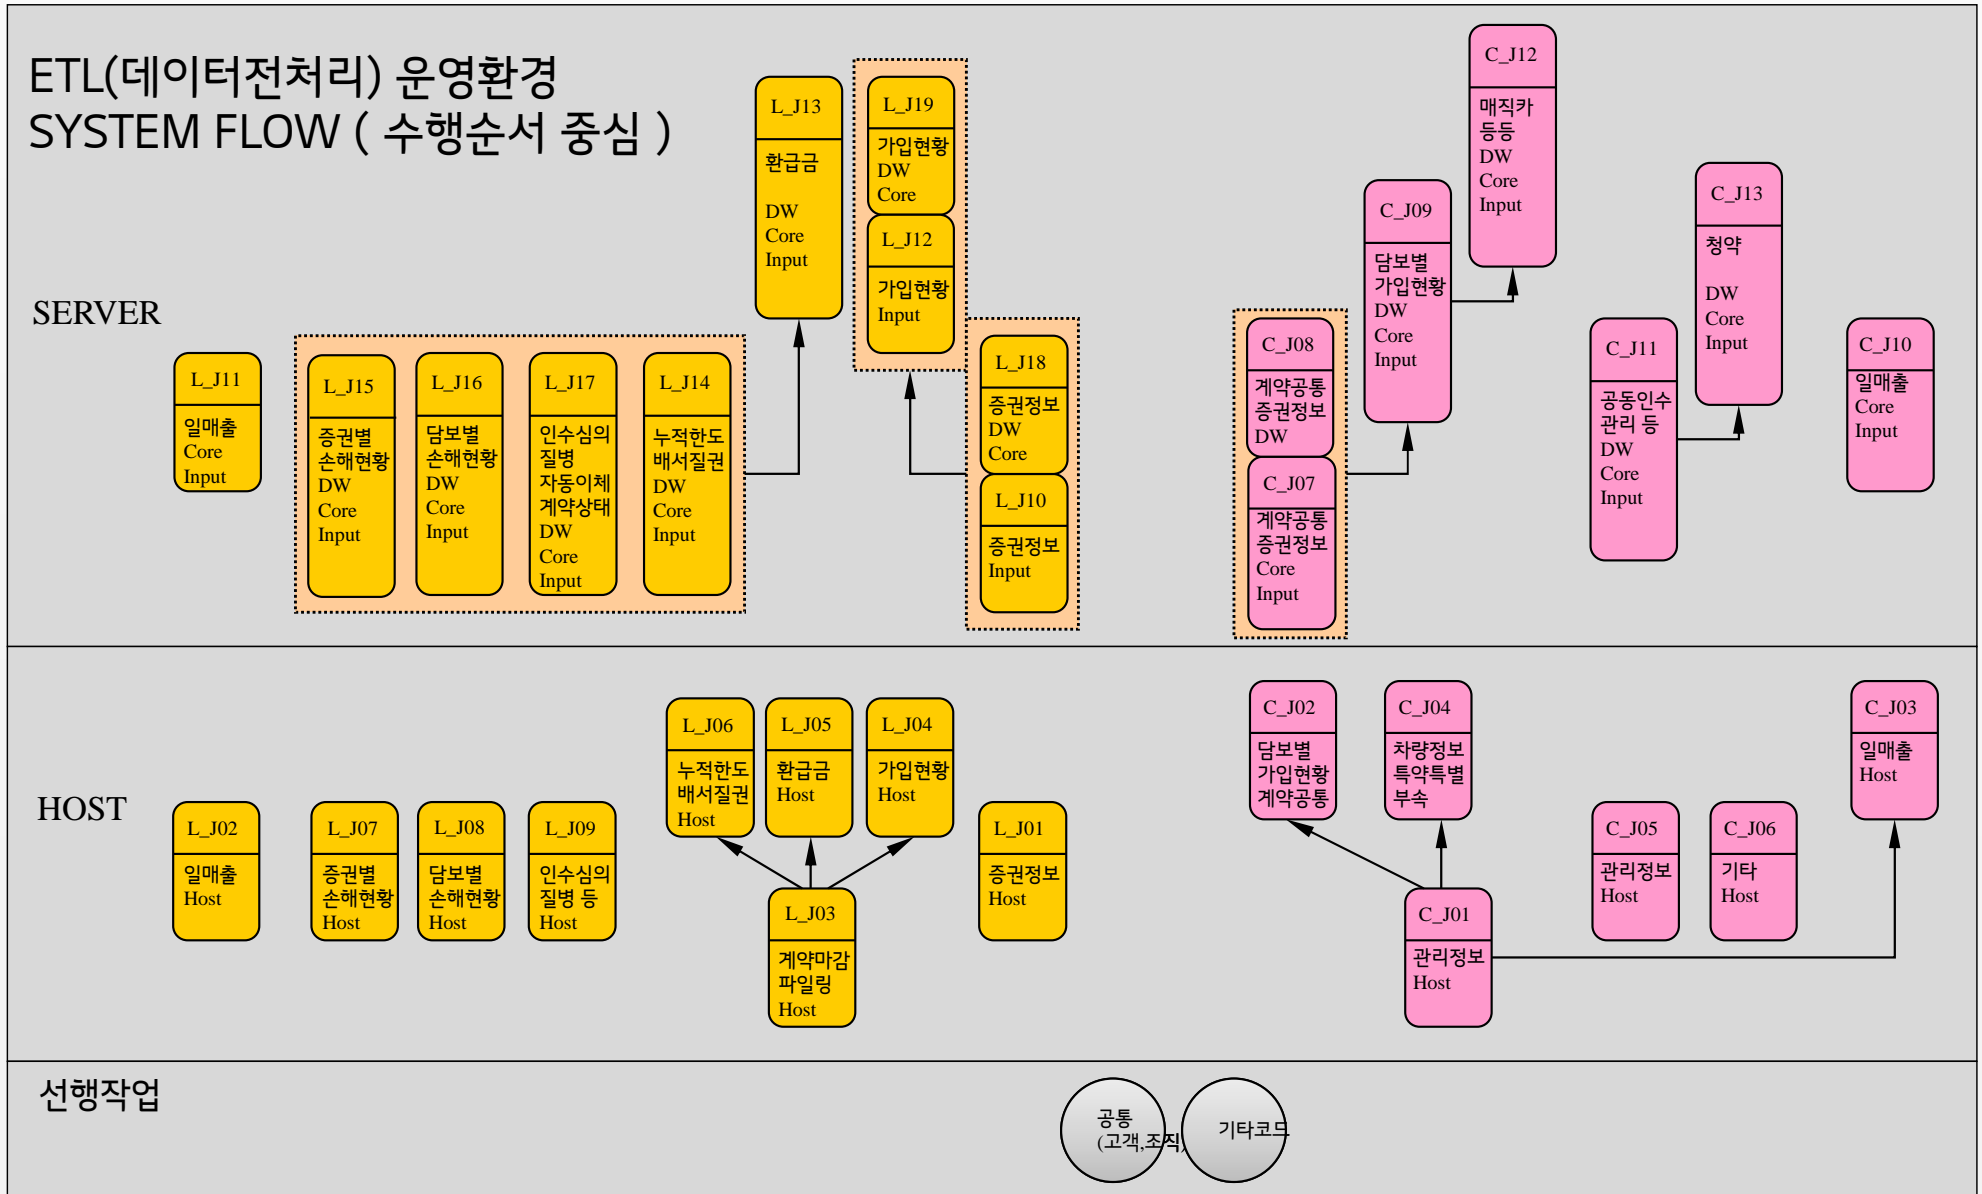 ETL(데이터전처리) 운영환경
SYSTEM FLOW ( 수행순서 중심 )
SERVER
L_J11
일매출
Core
Input
L_J15
증권별
손해현황
DW
Core
Input
L_J16
담보별
손해현황
DW
Core
Input
L_J17
인수심의
질병
자동이체
계약상태
DW
Core
Input
L_J14
누적한도
배서질권
DW
Core
Input
L_J13
환급금
DW
Core
Input
L_J19
가입현황
DW
Core
L_J12
가입현황
Input
L_J18
증권정보
DW
Core
L_J10
증권정보
Input
C_J08
계약공통
증권정보
DW
C_J07
계약공통
증권정보
Core
Input
C_J09
담보별
가입현황
DW
Core
Input
C_J12
매직카
등등
DW
Core
Input
C_J11
공동인수
관리 등
DW
Core
Input
C_J13
청약
DW
Core
Input
C_J10
일매출
Core
Input
HOST
L_J02
일매출
Host
L_J07
증권별
손해현황
Host
L_J08
담보별
손해현황
Host
L_J09
인수심의
질병 등
Host
L_J06
누적한도
배서질권
Host
L_J05
환급금
Host
L_J04
가입현황
Host
L_J03
계약마감
파일링
Host
L_J01
증권정보
Host
C_J02
담보별
가입현황
계약공통
C_J04
차량정보
특약특별
부속
C_J01
관리정보
Host
C_J05
관리정보
Host
C_J06
기타
Host
C_J03
일매출
Host
선행작업
공통
(고객,조직)
기타코드